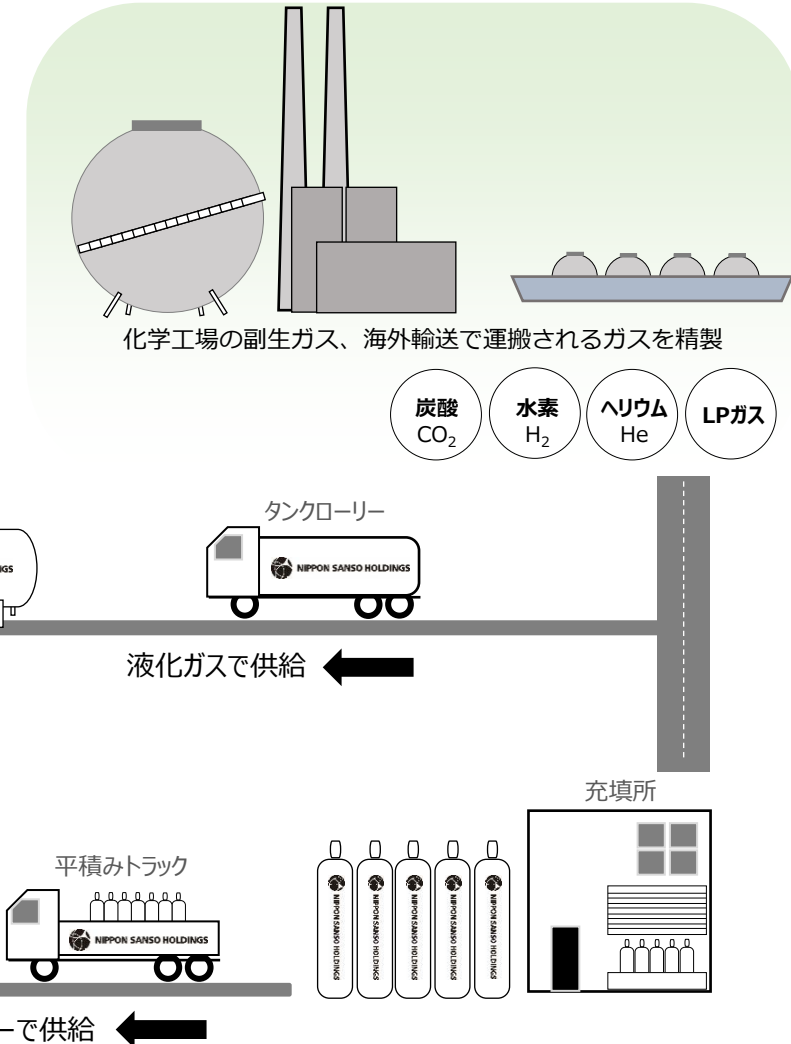 化学工場の副生ガス、海外輸送で運搬されるガスを精製
炭酸
CO₂
水素
H₂
ヘリウム
He
LPガス
タンクローリー
NGS
NIPPON SANSO HOLDINGS
液化ガスで供給
充填所
平積みトラック
NIPPON SANSO HOLDINGS
NIPPON SANSO HOLDINGS
NIPPON SANSO HOLDINGS
NIPPON SANSO HOLDINGS
NIPPON SANSO HOLDINGS
NIPPON SANSO HOLDINGS
ーで供給